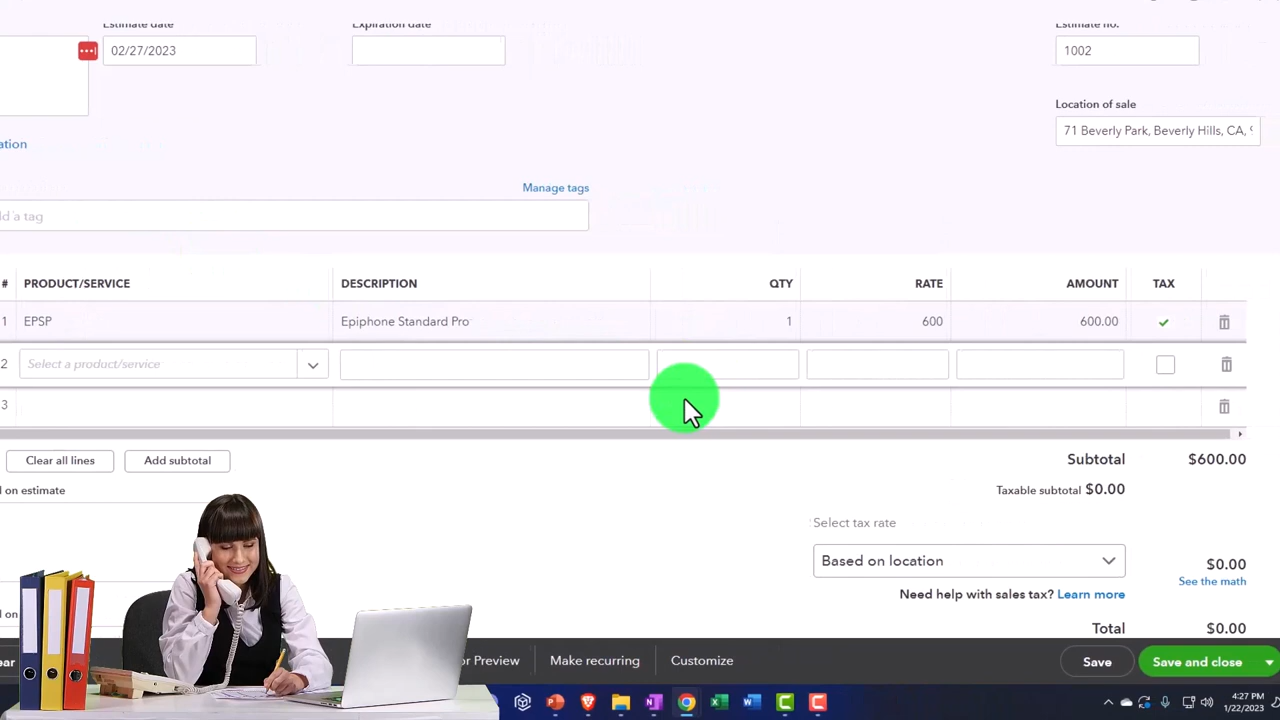 Estimate date
Expiration date
Estimate no.
02/27/2023
1002
Location of sale
71 Beverly Park, Beverly Hills, CA,
ation
Manage tags
d a tag
# PRODUCT/SERVICE DESCRIPTION QTY RATE AMOUNT TAX
1 EPSP Epiphone Standard Pro 1 600 600.00
2 Select a product/service
3
Clear all lines Add subtotal
Subtotal $600.00
d on estimate
Taxable subtotal $0.00
Select tax rate
Based on location
$0.00
See the math
Need help with sales tax? Learn more
d on
Total $0.00
ear
or Preview Make recurring Customize Save Save and close
4:27 PM
1/22/2023